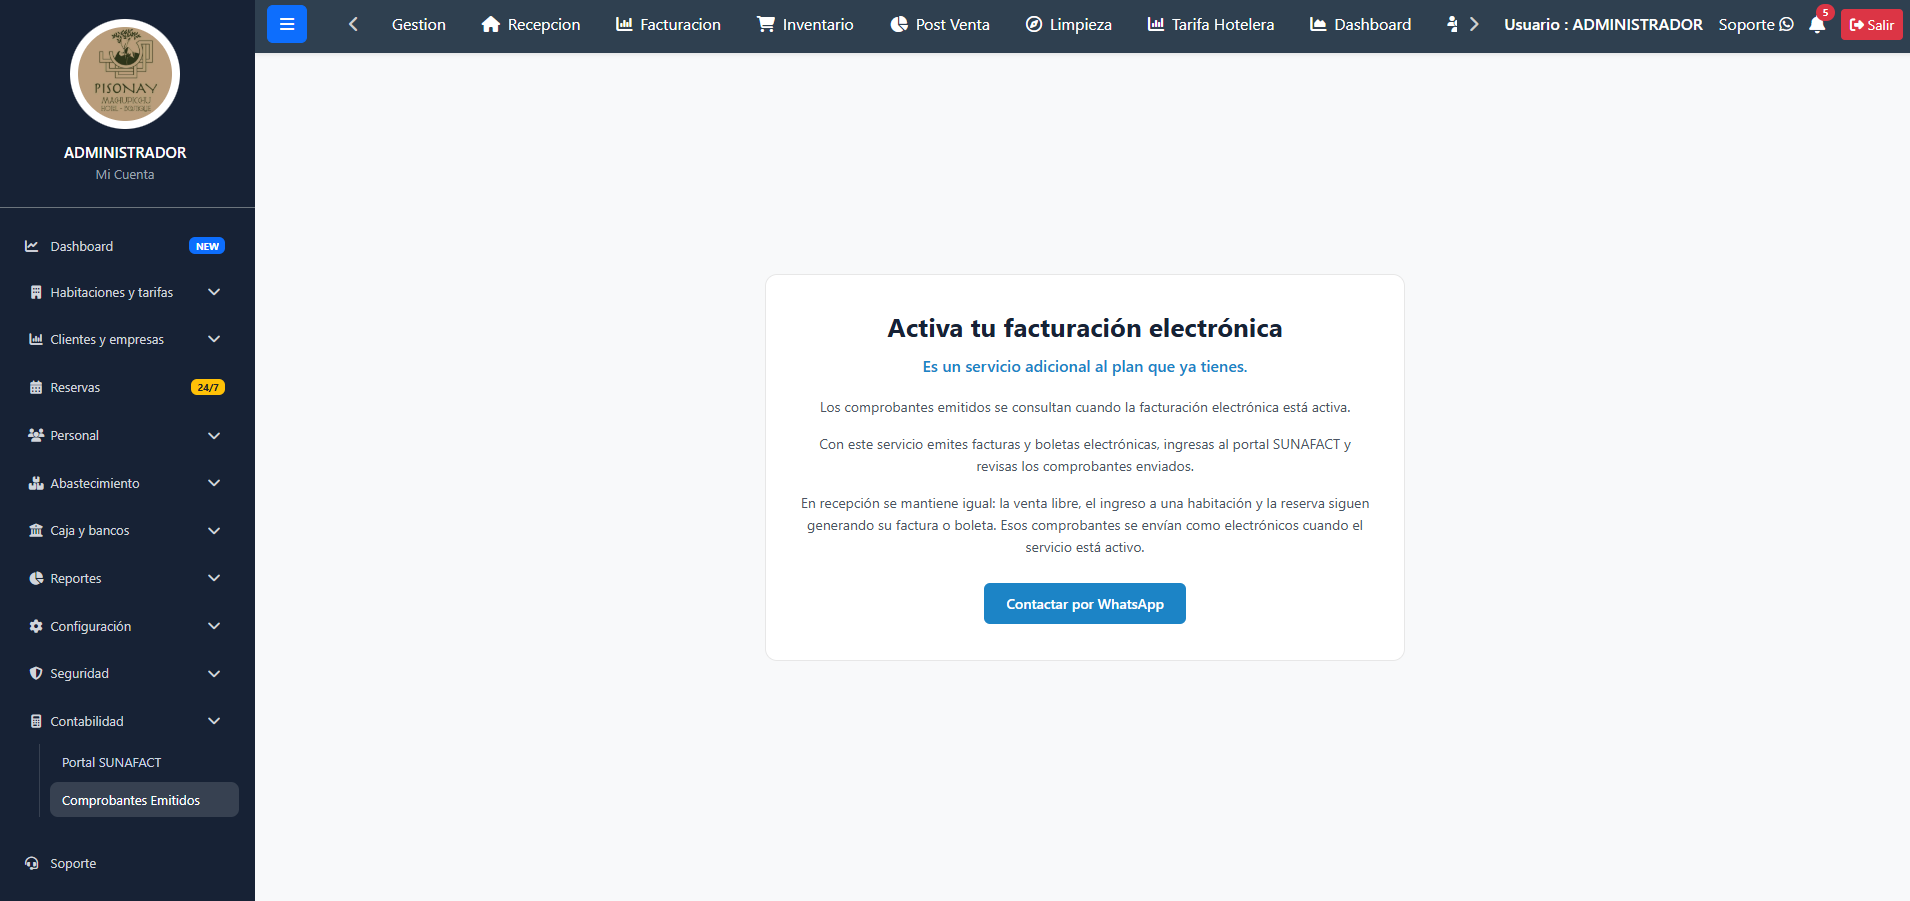 PISONAY
MACHUPICCHU
HOTEL - BOUTIQUE
ADMINISTRADOR
Mi Cuenta
Dashboard NEW
Habitaciones y tarifas
Clientes y empresas
Reservas 24/7
Personal
Abastecimiento
Caja y bancos
Reportes
Configuración
Seguridad
Contabilidad
Portal SUNAFACT
Comprobantes Emitidos
Soporte
Gestion Recepcion Facturacion Inventario Post Venta Limpieza Tarifa Hotelera Dashboard Usuario : ADMINISTRADOR Soporte 5 Salir
Activa tu facturación electrónica
Es un servicio adicional al plan que ya tienes.
Los comprobantes emitidos se consultan cuando la facturación electrónica está activa.
Con este servicio emites facturas y boletas electrónicas, ingresas al portal SUNAFACT y
revisas los comprobantes enviados.
En recepción se mantiene igual: la venta libre, el ingreso a una habitación y la reserva siguen
generando su factura o boleta. Esos comprobantes se envían como electrónicos cuando el
servicio está activo.
Contactar por WhatsApp